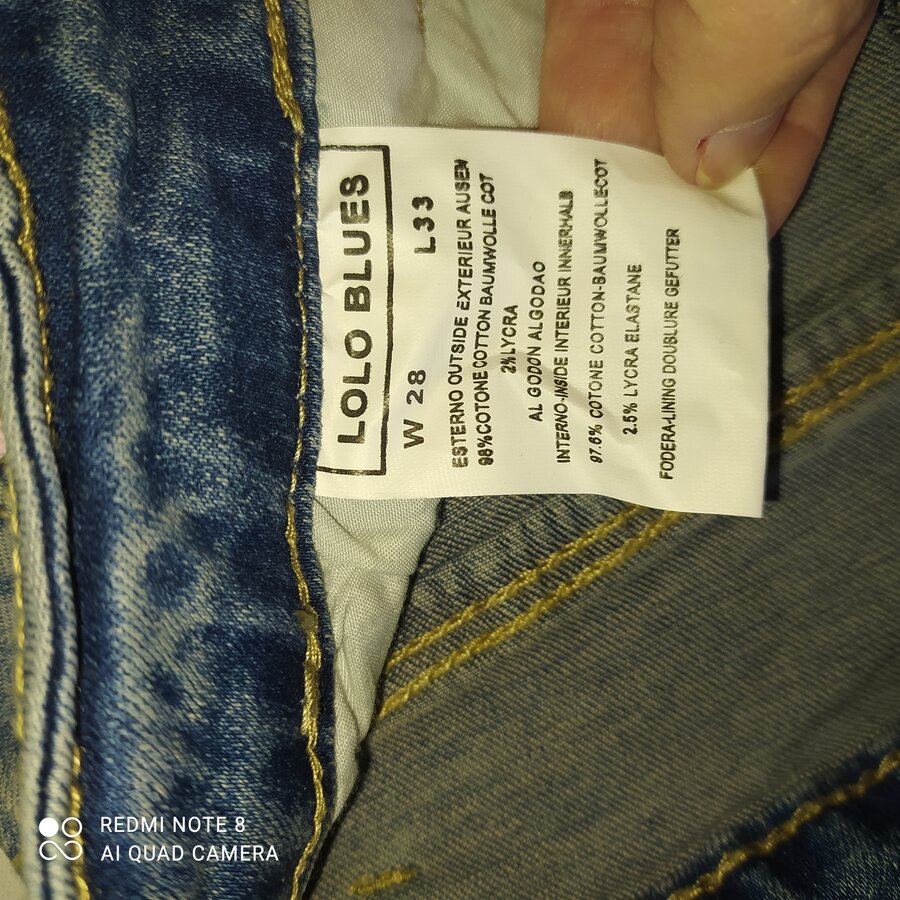 LOLO BLUES
W 28 L33
ESTERNO OUTSIDE EXTERIEUR AUSEN
98%COTONE COTTON BAUMWOLLE COT
2%LYCRA
AL GODON ALGODAO
INTERNO-INSIDE INTERIEUR INNERHALB
97.6% COTONE COTTON-BAUMWOLLECOT
2.5% LYCRA ELASTANE
FODERA-LINING DOUBLURE GEFUTTER
REDMI NOTE 8
AI QUAD CAMERA